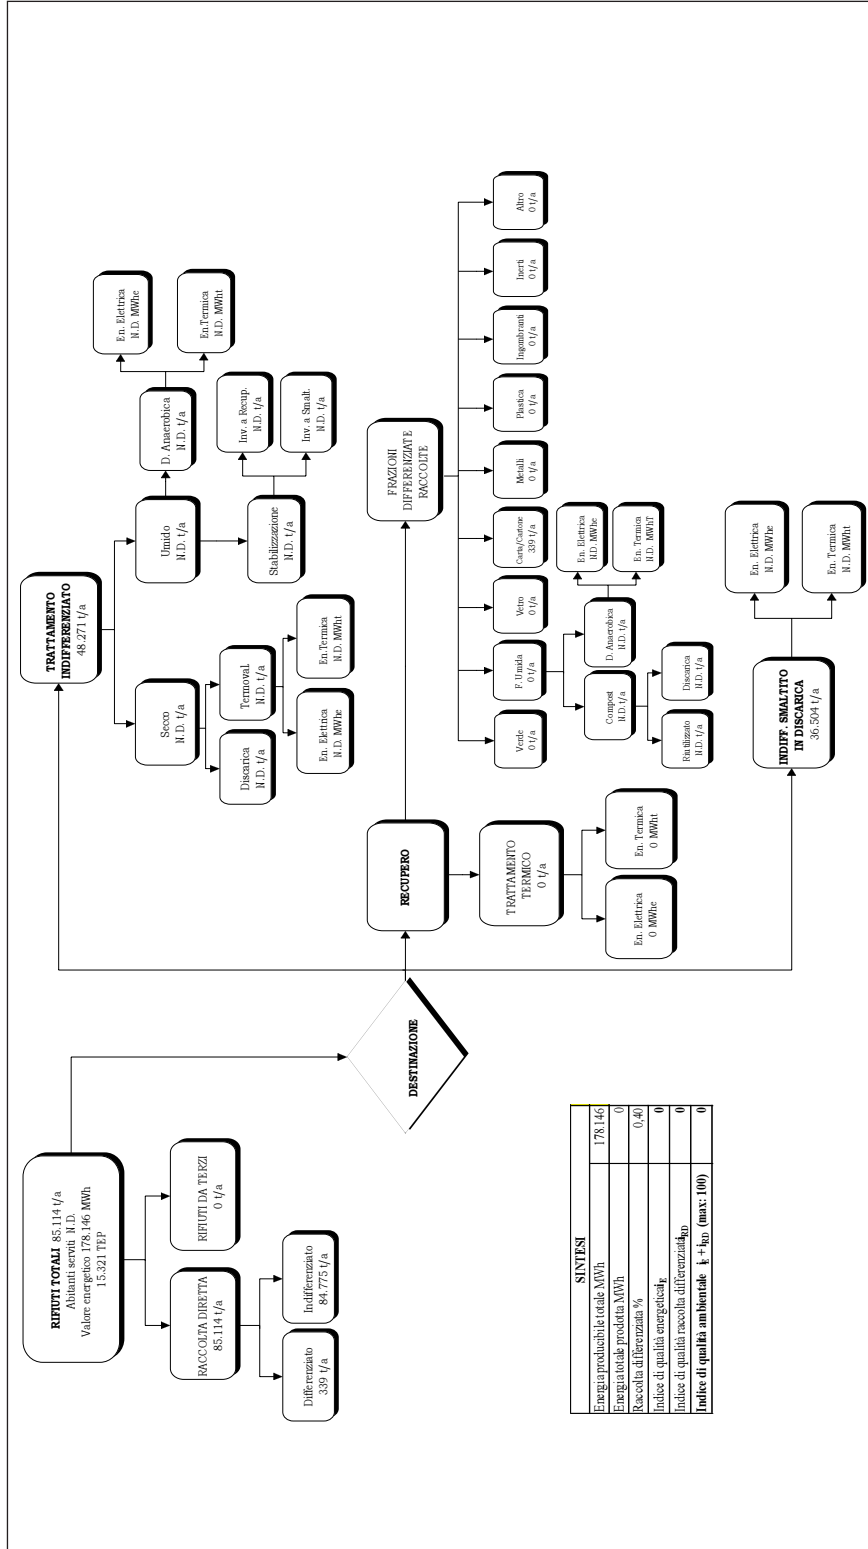 RIFIUTI TOTALI 85.114 t/a
Abitanti serviti N.D.
Valore energetico 178.146 MWh
15.321 TEP
RACCOLTA DIRETTA
85.114 t/a
RIFIUTI DA TERZI
0 t/a
Differenziato
339 t/a
Indifferenziato
84.775 t/a
DESTINAZIONE
TRATTAMENTO
INDIFFERENZIATO
48.271 t/a
Secco
N.D. t/a
Umido
N.D. t/a
D. Anaerobica
N.D. t/a
En. Elettrica
N.D. MWhe
En.Termica
N.D. MWht
Discarica
N.D. t/a
Termoval.
N.D. t/a
Stabilizzazione
N.D. t/a
Inv. a Recup.
N.D. t/a
Inv. a Smalt.
N.D. t/a
En. Elettrica
N.D. MWhe
En.Termica
N.D. MWht
RECUPERO
FRAZIONI
DIFFERENZIATE
RACCOLTE
TRATTAMENTO
TERMICO
0 t/a
En. Elettrica
0 MWhe
En. Termica
0 MWht
Verde
0 t/a
F. Umida
0 t/a
Vetro
0 t/a
Carta/Cartone
339 t/a
Metalli
0 t/a
Plastica
0 t/a
Ingombranti
0 t/a
Inerti
0 t/a
Altro
0 t/a
Compost
N.D. t/a
D. Anaerobica
N.D. t/a
En. Elettrica
N.D. MWhe
En. Termica
N.D. MWhT
Riutilizzato
N.D. t/a
Discarica
N.D. t/a
INDIFF. SMALTITO
IN DISCARICA
36.504 t/a
En. Elettrica
N.D. MWhe
En. Termica
N.D. MWht
SINTESI
Energia producibile totale MWh 178.146
Energia totale prodotta MWh 0
Raccolta differenziata % 0,40
Indice di qualità energetica iE 0
Indice di qualità raccolta differenziata iRD 0
Indice di qualità ambientale iE + iRD (max: 100) 0